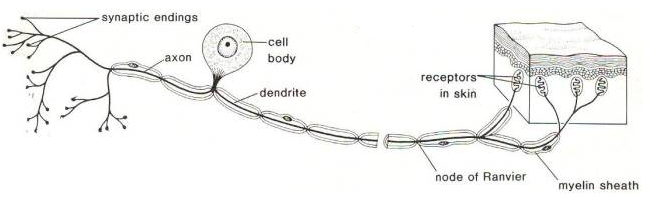 synaptic endings
axon
cell
body
dendrite
receptors
in skin
node of Ranvier
myelin sheath